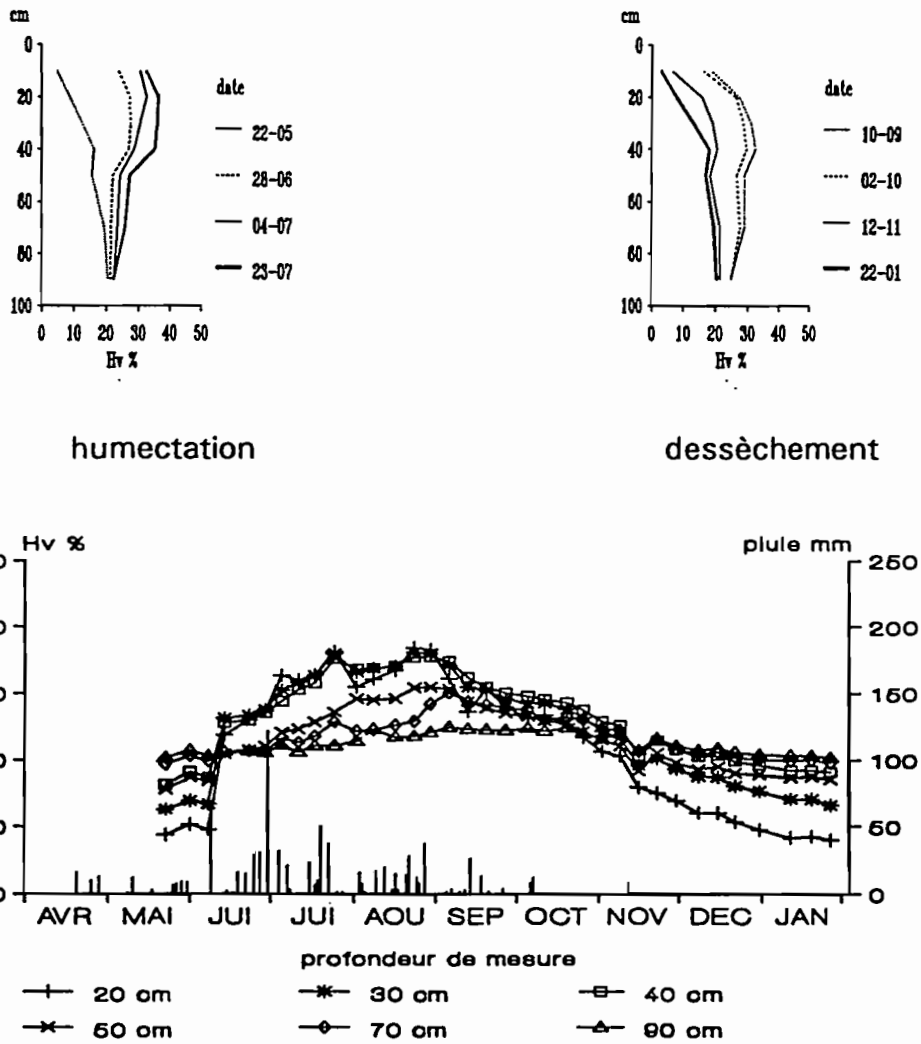 cm
0
20
40
60
80
100
0 10 20 30 40 50
Hv %
date
22-05
28-06
04-07
23-07
humectation
cm
0
20
40
60
80
100
0 10 20 30 40 50
Hv %
date
10-09
02-10
12-11
22-01
dessèchement
Hv %
pluie mm
250
200
150
100
50
0
AVR MAI JUI JUI AOU SEP OCT NOV DEC JAN
profondeur de mesure
20 cm 30 cm 40 cm
50 cm 70 cm 90 cm